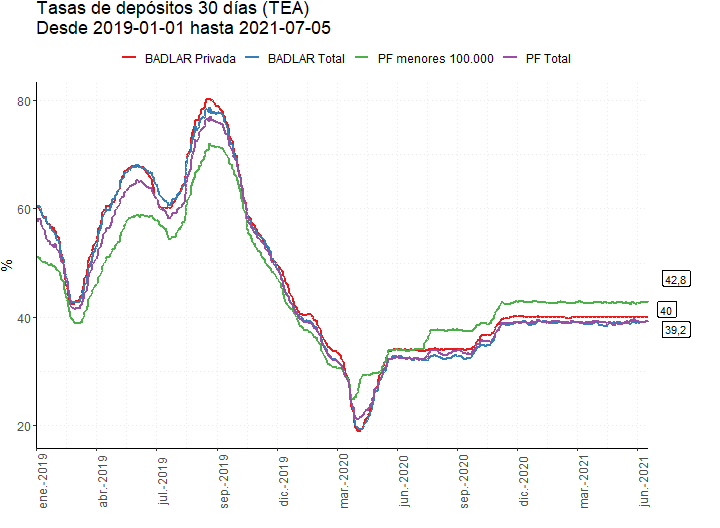 Tasas de depósitos 30 días (TEA)
Desde 2019-01-01 hasta 2021-07-05
BADLAR Privada BADLAR Total PF menores 100.000 PF Total
80
60
40
20
%
42,8
40
39,2
ene.-2019 abr.-2019 jul.-2019 sep.-2019 dic.-2019 mar.-2020 jun.-2020 sep.-2020 dic.-2020 mar.-2021 jun.-2021